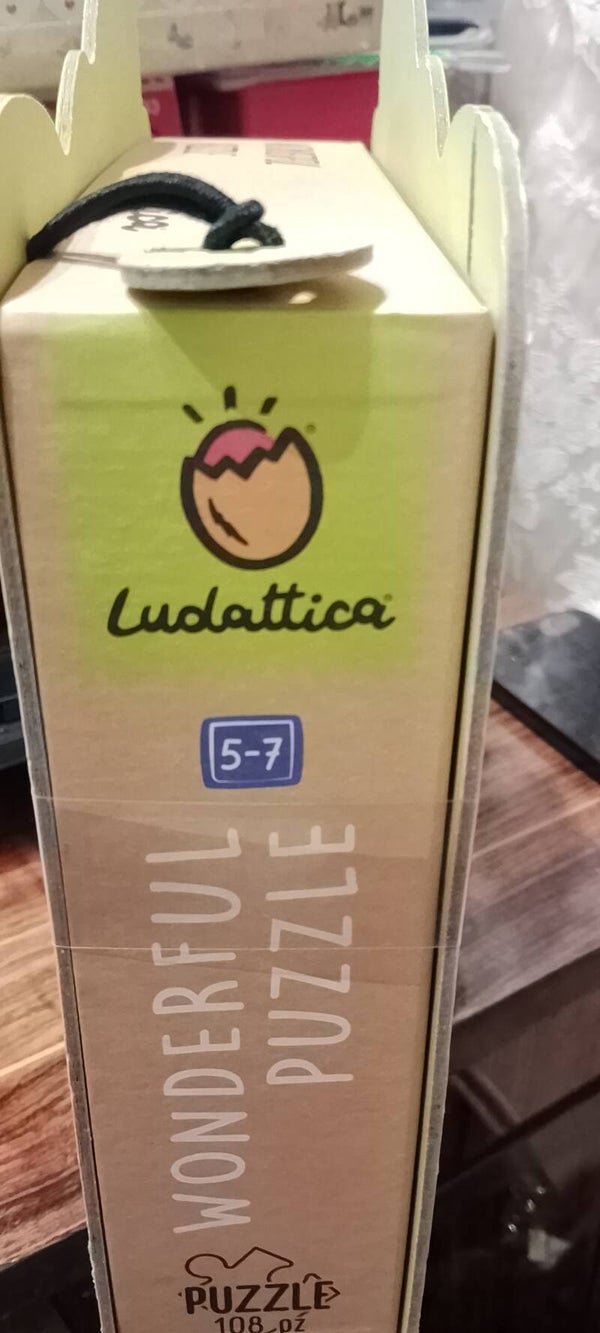 Ludattica
5-7
WONDERFUL
PUZZLE
PUZZLE
108 pz